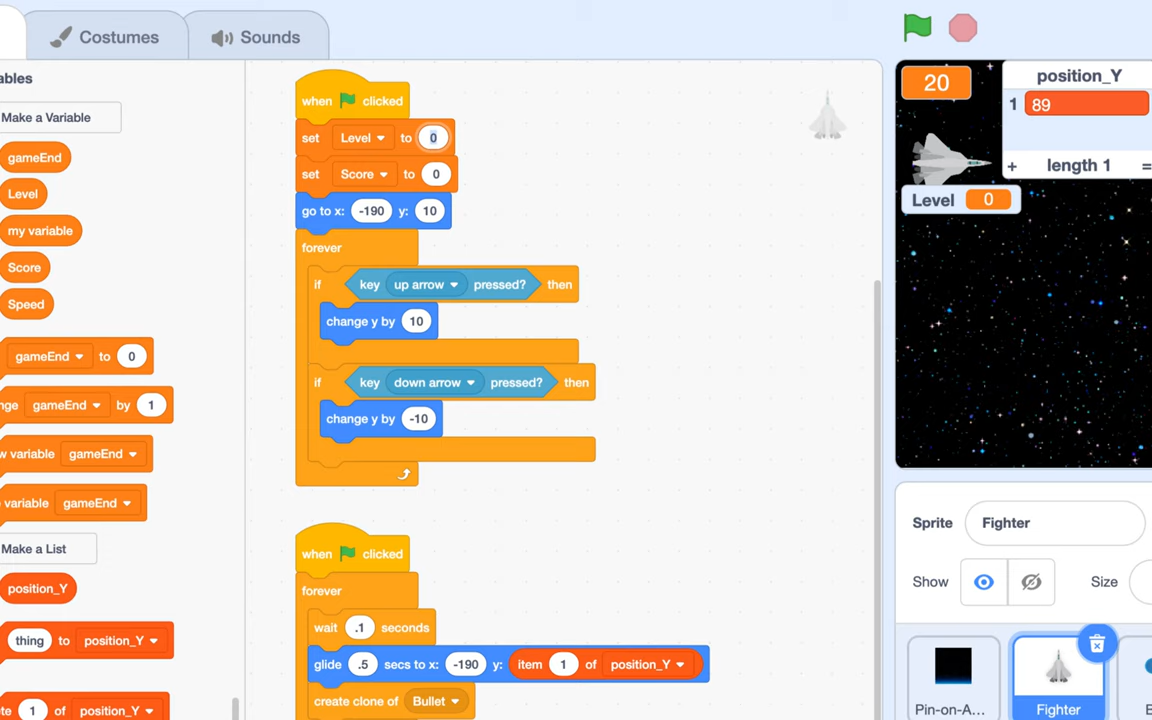 Costumes
Sounds
ables
Make a Variable
gameEnd
Level
my variable
Score
Speed
gameEnd to 0
nge gameEnd by 1
w variable gameEnd
variable gameEnd
Make a List
position_Y
thing to position_Y
te 1 of position_Y
when clicked
set Level to 0
set Score to 0
go to x: -190 y: 10
forever
if key up arrow pressed? then
change y by 10
if key down arrow pressed? then
change y by -10
when clicked
forever
wait .1 seconds
glide .5 secs to x: -190 y: item 1 of position_Y
create clone of Bullet
20
position_Y
1 89
+ length 1 =
Level 0
Sprite Fighter
Show
Size
Pin-on-A...
Fighter